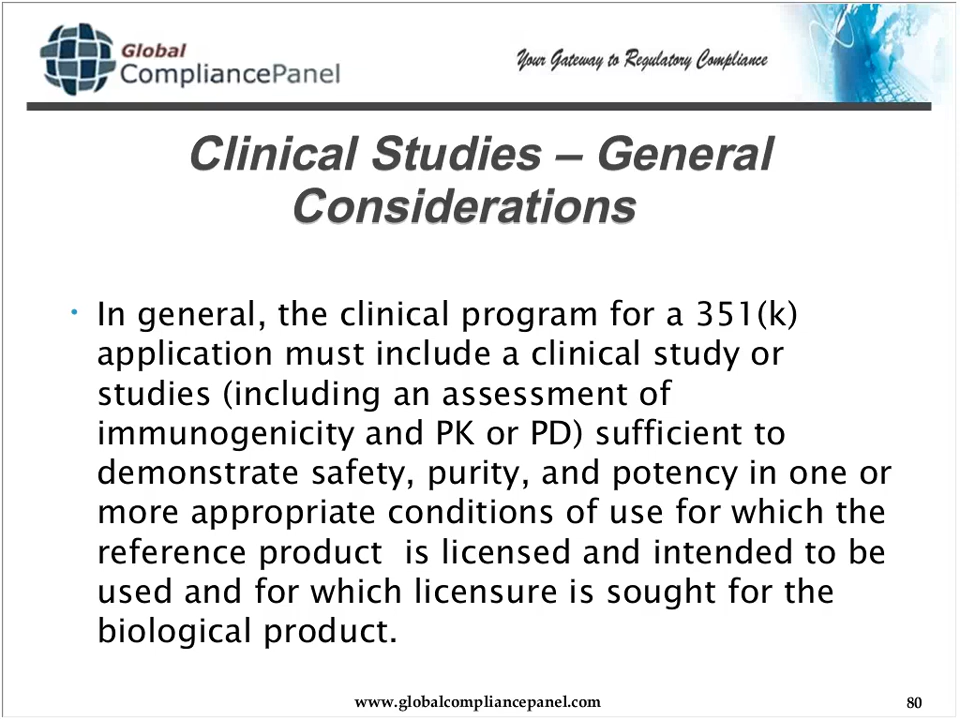 Global
CompliancePanel
Your Gateway to Regulatory Compliance
Clinical Studies – General
Considerations
• In general, the clinical program for a 351(k)
application must include a clinical study or
studies (including an assessment of
immunogenicity and PK or PD) sufficient to
demonstrate safety, purity, and potency in one or
more appropriate conditions of use for which the
reference product  is licensed and intended to be
used and for which licensure is sought for the
biological product.
www.globalcompliancepanel.com
80